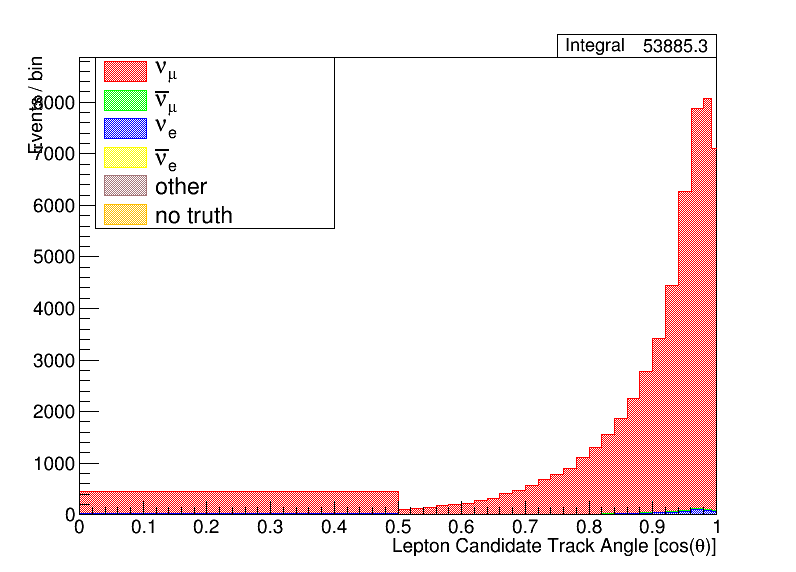 Integral 53885.3
Events / bin
νμ
ν̅μ
νe
ν̅e
other
no truth
8000
7000
6000
5000
4000
3000
2000
1000
0
0 0.1 0.2 0.3 0.4 0.5 0.6 0.7 0.8 0.9 1
Lepton Candidate Track Angle [cos(θ)]